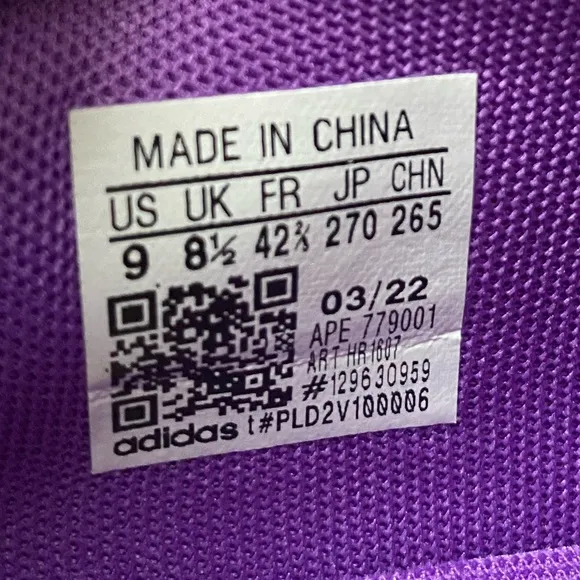 MADE IN CHINA
US UK FR JP CHN
9 8½ 42⅔ 270 265
03/22
APE 779001
ART HR1607
#129630959
adidas t#PLD2V100006